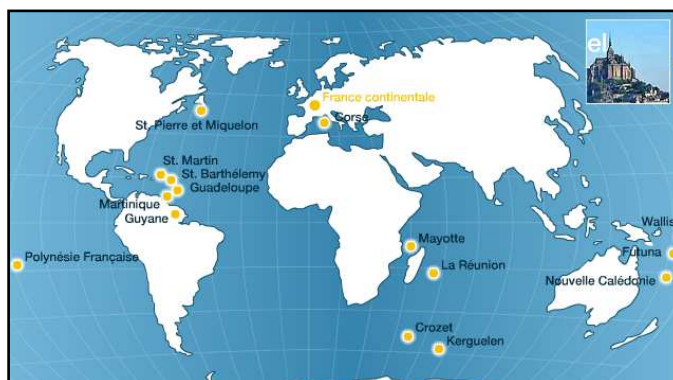 el
France continentale
Corse
St. Pierre et Miquelon
St. Martin
St. Barthélemy
Guadeloupe
Martinique
Guyane
Mayotte
Wallis
Futuna
Polynésie Française
La Réunion
Nouvelle Calédonie
Crozet
Kerguelen